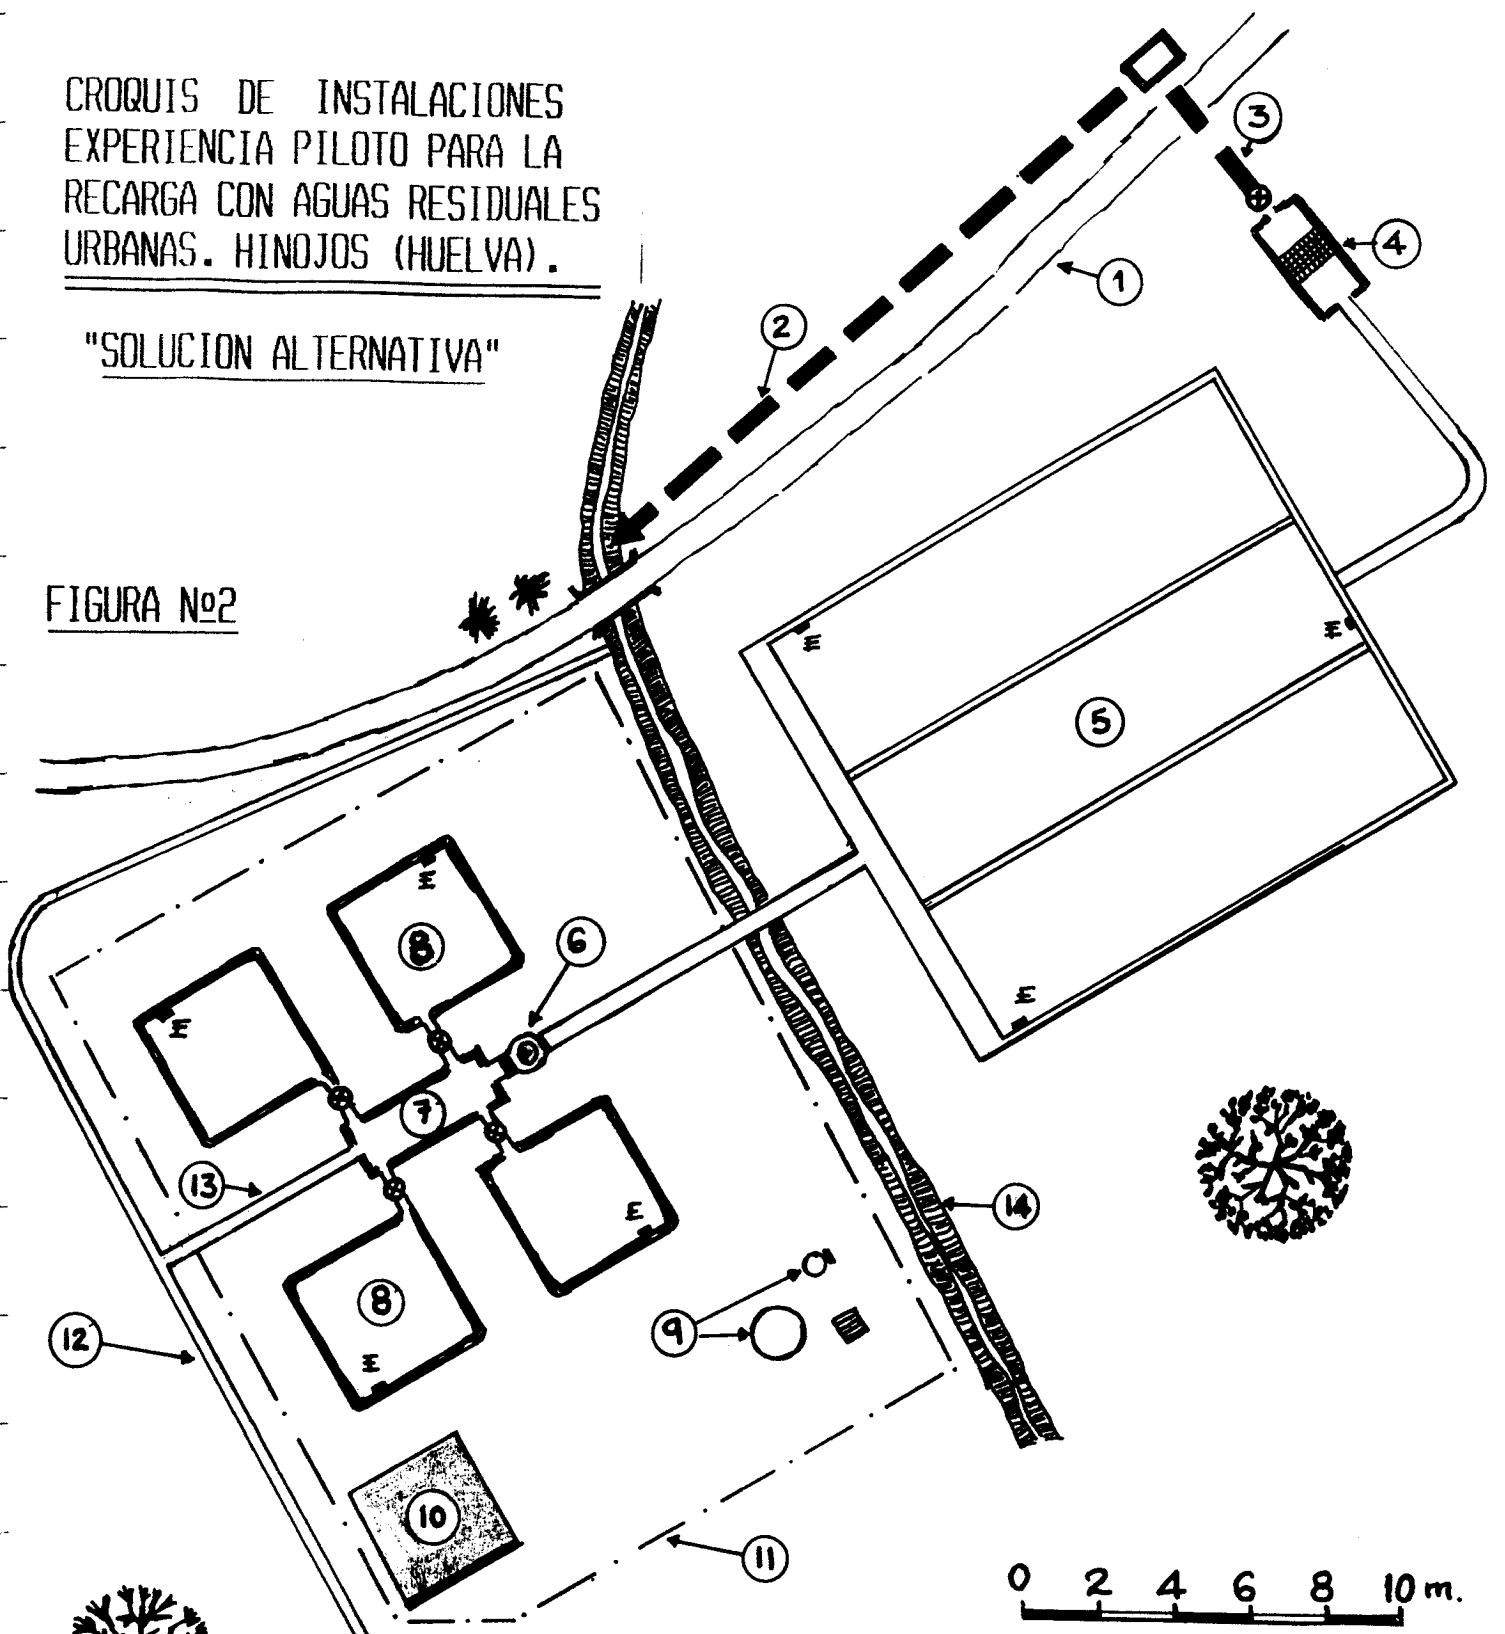 CROQUIS DE INSTALACIONES
EXPERIENCIA PILOTO PARA LA
RECARGA CON AGUAS RESIDUALES
URBANAS. HINOJOS (HUELVA).
"SOLUCION ALTERNATIVA"
FIGURA Nº2
3
4
1
2
E
E
5
E
8
6
E
7
13
E
14
8
9
12
E
10
11
E
0 2 4 6 8 10 m.